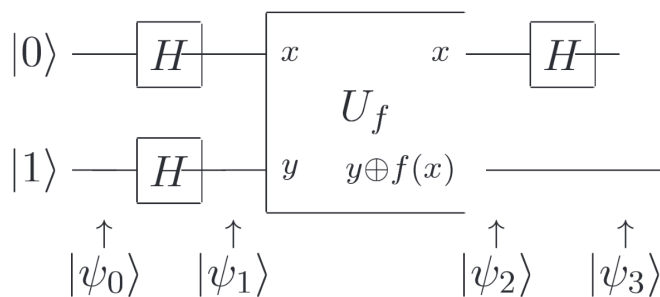 |0⟩ H x x H
U_f
|1⟩ H y y⊕f(x)
↑ ↑ ↑ ↑
|ψ₀⟩ |ψ₁⟩ |ψ₂⟩ |ψ₃⟩